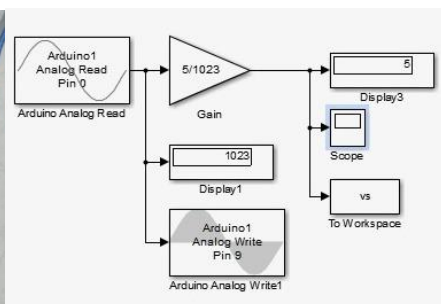 Arduino1
Analog Read
Pin 0
Arduino Analog Read
5/1023
Gain
5
Display3
Scope
1023
Display1
vs
To Workspace
Arduino1
Analog Write
Pin 9
Arduino Analog Write1